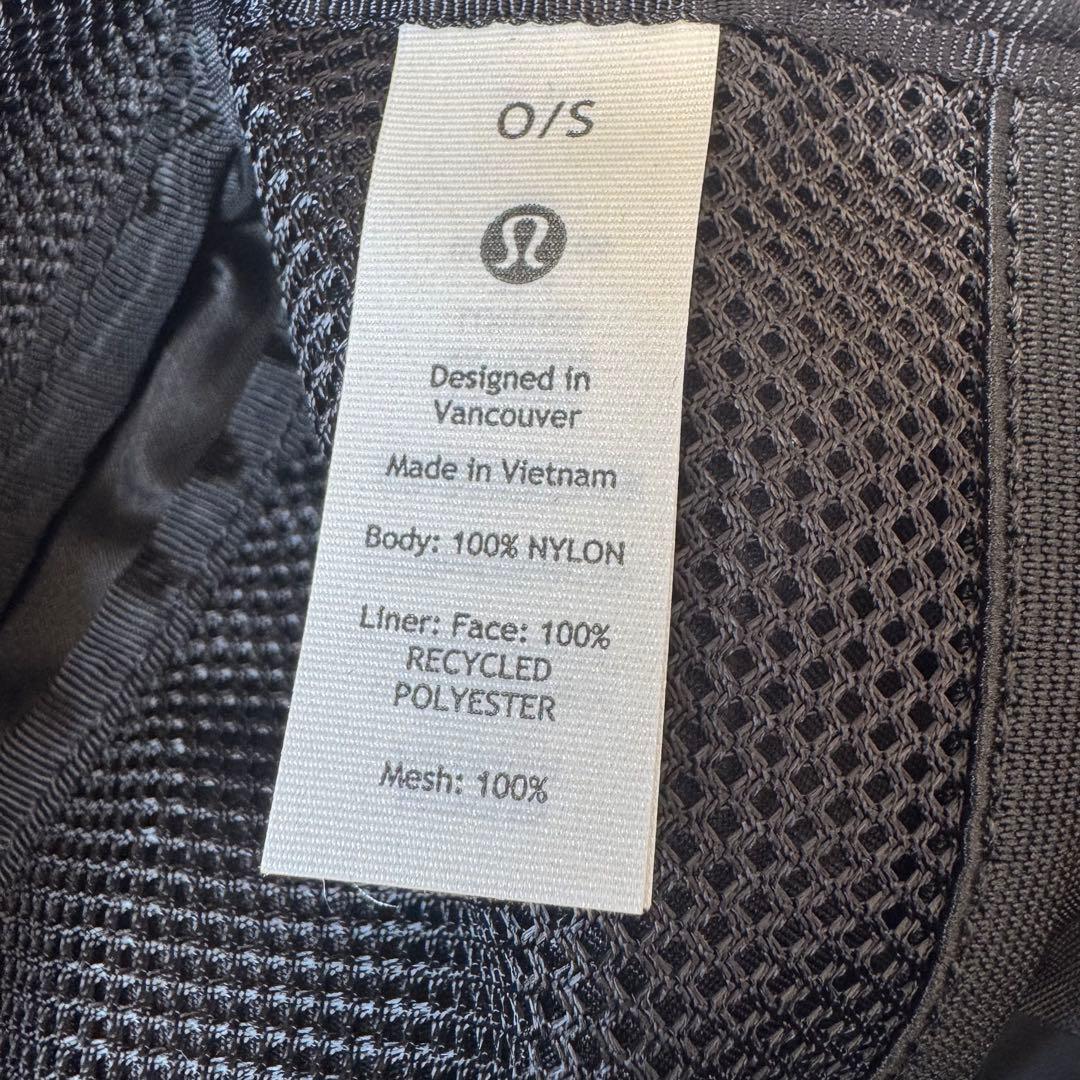 O/S
Designed in
Vancouver
Made in Vietnam
Body: 100% NYLON
Liner: Face: 100%
RECYCLED
POLYESTER
Mesh: 100%